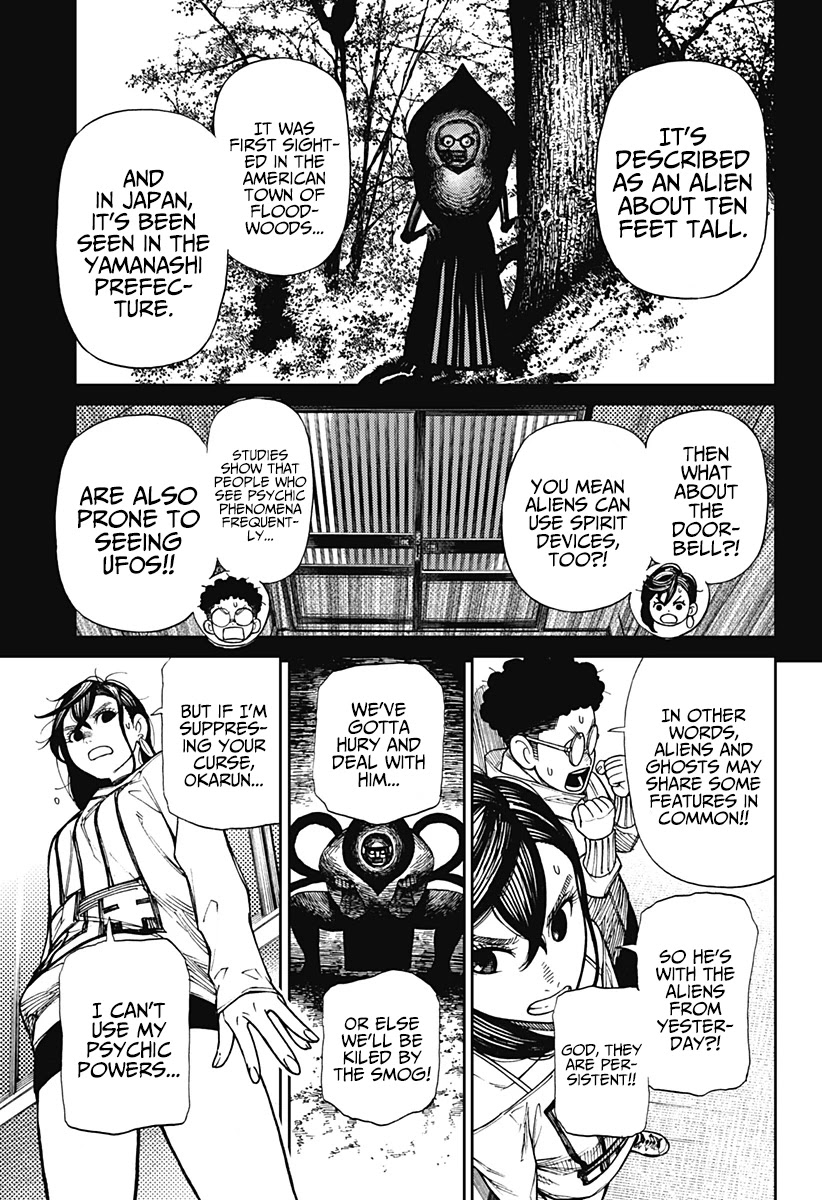 IT'S
DESCRIBED
AS AN ALIEN
ABOUT TEN
FEET TALL.
IT WAS
FIRST SIGHT-
ED IN THE
AMERICAN
TOWN OF
FLOOD-
WOODS...
AND
IN JAPAN,
IT'S BEEN
SEEN IN THE
YAMANASHI
PREFEC-
TURE.
THEN
WHAT
ABOUT
THE
DOOR-
BELL?!
YOU MEAN
ALIENS CAN
USE SPIRIT
DEVICES,
TOO?!
STUDIES
SHOW THAT
PEOPLE WHO
SEE PSYCHIC
PHENOMENA
FREQUENT-
LY...
ARE ALSO
PRONE TO
SEEING
UFOS!!
IN OTHER
WORDS,
ALIENS AND
GHOSTS MAY
SHARE SOME
FEATURES IN
COMMON!!
SO HE'S
WITH THE
ALIENS
FROM
YESTER-
DAY?!
GOD, THEY
ARE PER-
SISTENT!!
WE'VE
GOTTA
HURY AND
DEAL WITH
HIM...
OR ELSE
WE'LL BE
KILED BY
THE SMOG!
BUT IF I'M
SUPPRES-
ING YOUR
CURSE,
OKARUN...
I CAN'T
USE MY
PSYCHIC
POWERS...